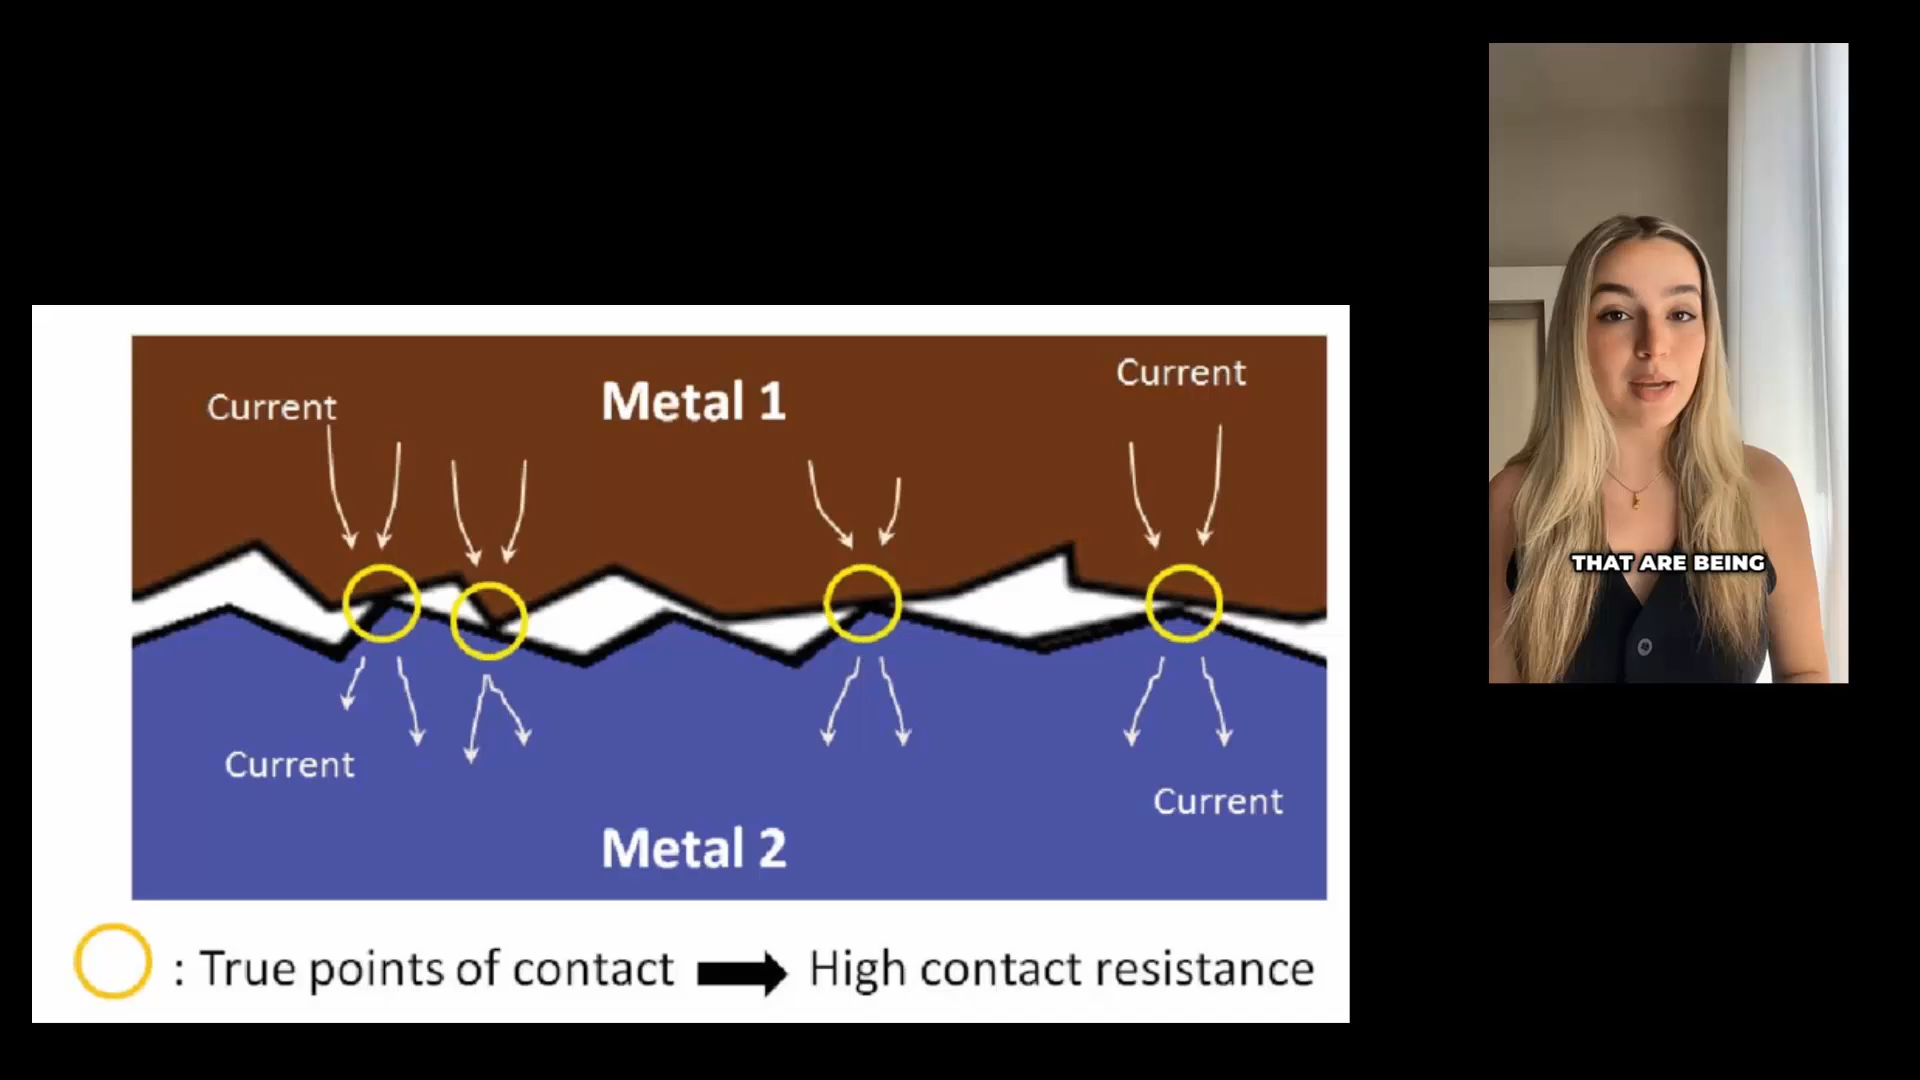 Current
Metal 1
Current
Current
Metal 2
Current
: True points of contact
High contact resistance
THAT ARE BEING